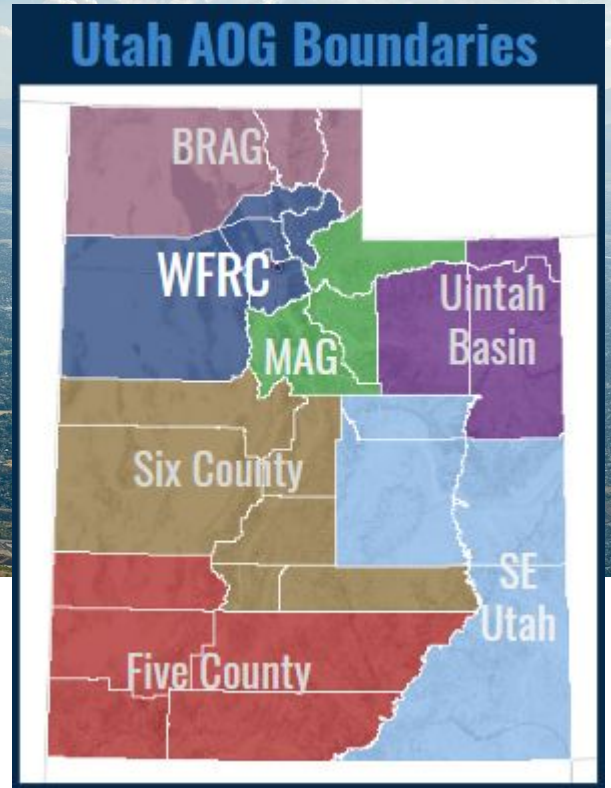 Utah AOG Boundaries
BRAG
WFRC
Uintah
Basin
MAG
Six County
SE
Utah
Five County